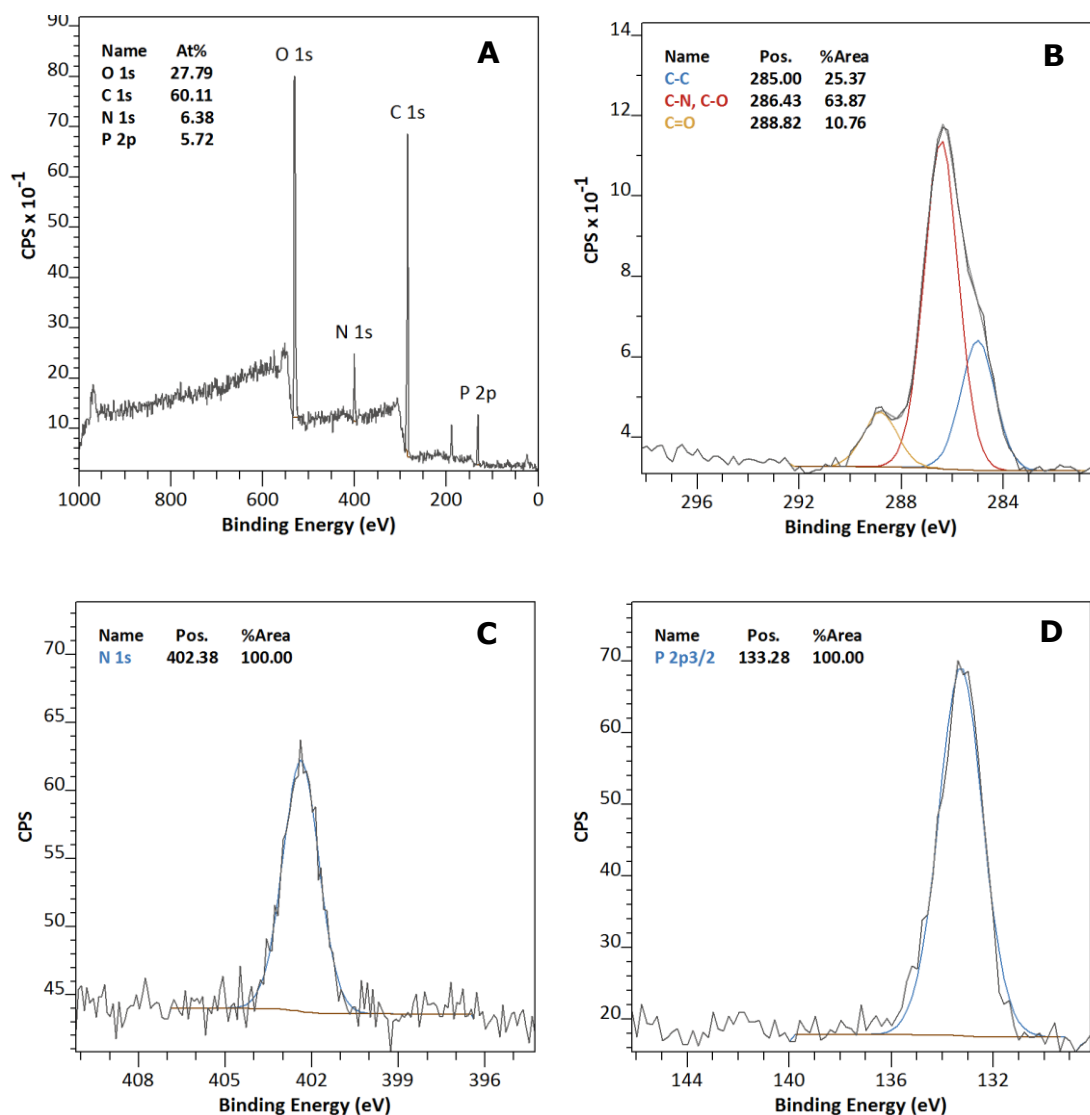 A
Name At%
O 1s 27.79
C 1s 60.11
N 1s 6.38
P 2p 5.72
O 1s
C 1s
N 1s
P 2p
90
80
70
60
50
40
30
20
10
CPS x 10⁻¹
1000 800 600 400 200 0
Binding Energy (eV)
B
Name Pos. %Area
C-C 285.00 25.37
C-N, C-O 286.43 63.87
C=O 288.82 10.76
14
12
10
8
6
4
CPS x 10⁻¹
296 292 288 284
Binding Energy (eV)
C
Name Pos. %Area
N 1s 402.38 100.00
70
65
60
55
50
45
CPS
408 405 402 399 396
Binding Energy (eV)
D
Name Pos. %Area
P 2p3/2 133.28 100.00
70
60
50
40
30
20
CPS
144 140 136 132
Binding Energy (eV)